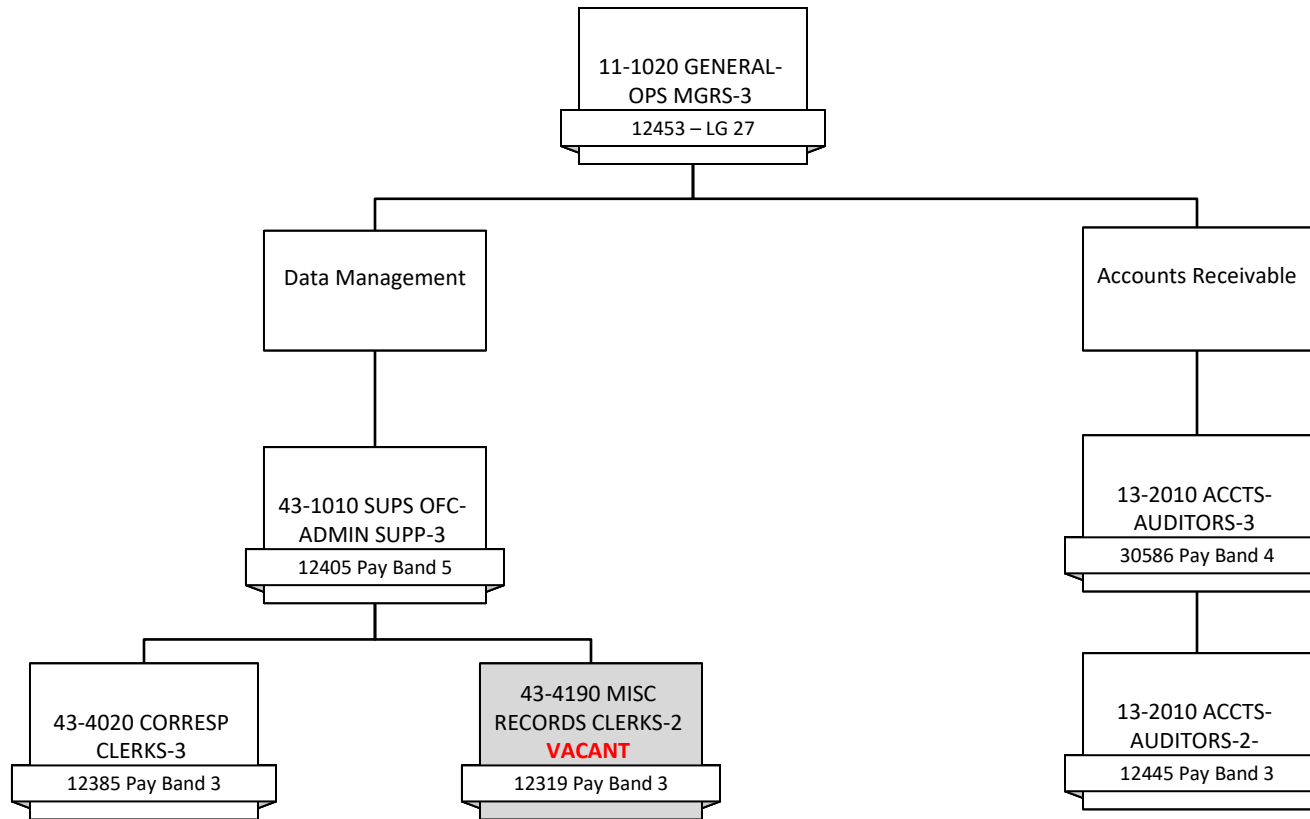 11-1020 GENERAL-
OPS MGRS-3
12453 – LG 27
Data Management
Accounts Receivable
43-1010 SUPS OFC-
ADMIN SUPP-3
12405 Pay Band 5
13-2010 ACCTS-
AUDITORS-3
30586 Pay Band 4
43-4020 CORRESP
CLERKS-3
12385 Pay Band 3
43-4190 MISC
RECORDS CLERKS-2
VACANT
12319 Pay Band 3
13-2010 ACCTS-
AUDITORS-2-
12445 Pay Band 3